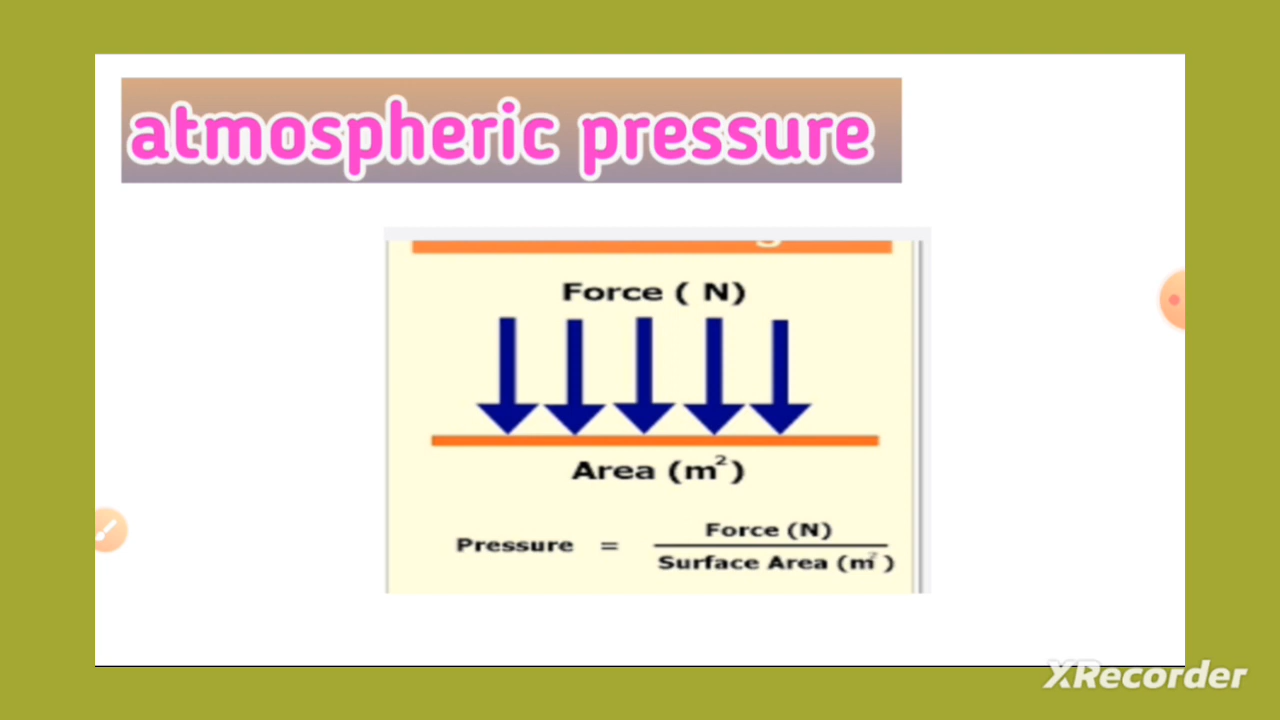 atmospheric pressure
Force ( N)
Area (m²)
Pressure = Force (N)
Surface Area (m² )
XRecorder